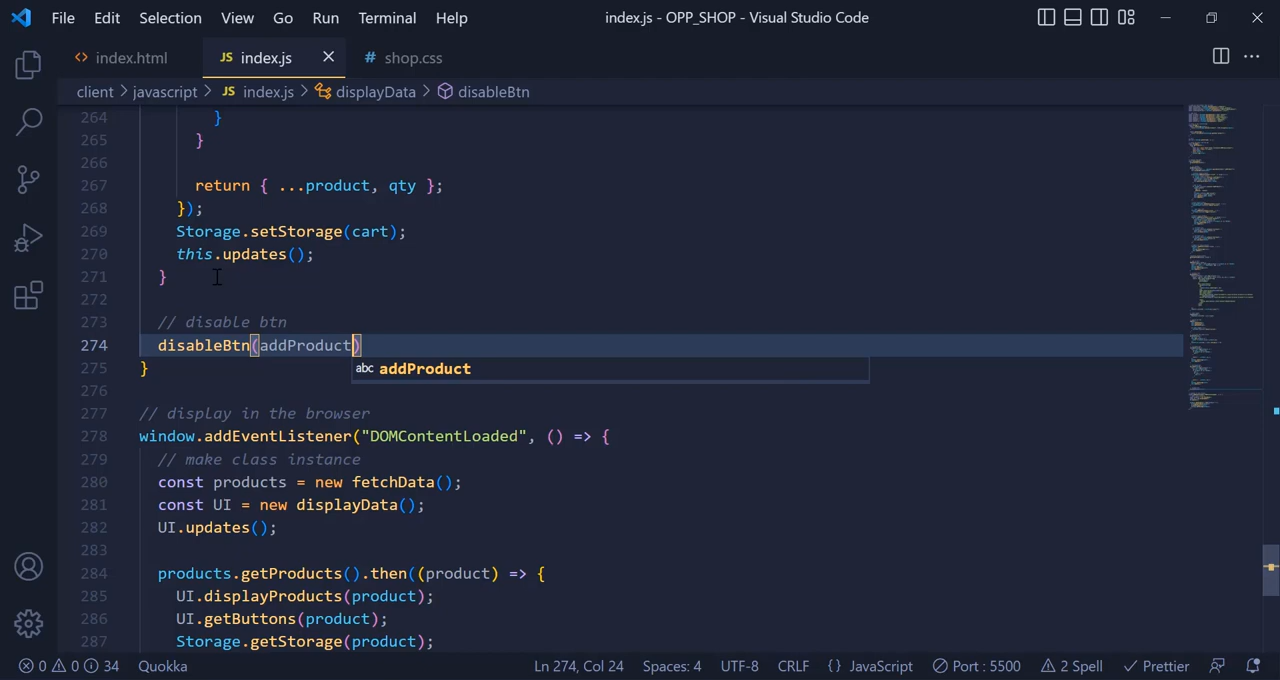 File Edit Selection View Go Run Terminal Help index.js - OPP_SHOP - Visual Studio Code
<> index.html JS index.js # shop.css
client > javascript > JS index.js > displayData > disableBtn
264 }
265 }
266
267 return { ...product, qty };
268 });
269 Storage.setStorage(cart);
270 this.updates();
271 }
272
273 // disable btn
274 disableBtn(addProduct)
275 }
abc addProduct
276
277 // display in the browser
278 window.addEventListener("DOMContentLoaded", () => {
279 // make class instance
280 const products = new fetchData();
281 const UI = new displayData();
282 UI.updates();
283
284 products.getProducts().then((product) => {
285 UI.displayProducts(product);
286 UI.getButtons(product);
287 Storage.getStorage(product);
0 0 34 Quokka Ln 274, Col 24 Spaces: 4 UTF-8 CRLF {} JavaScript Port : 5500 2 Spell Prettier